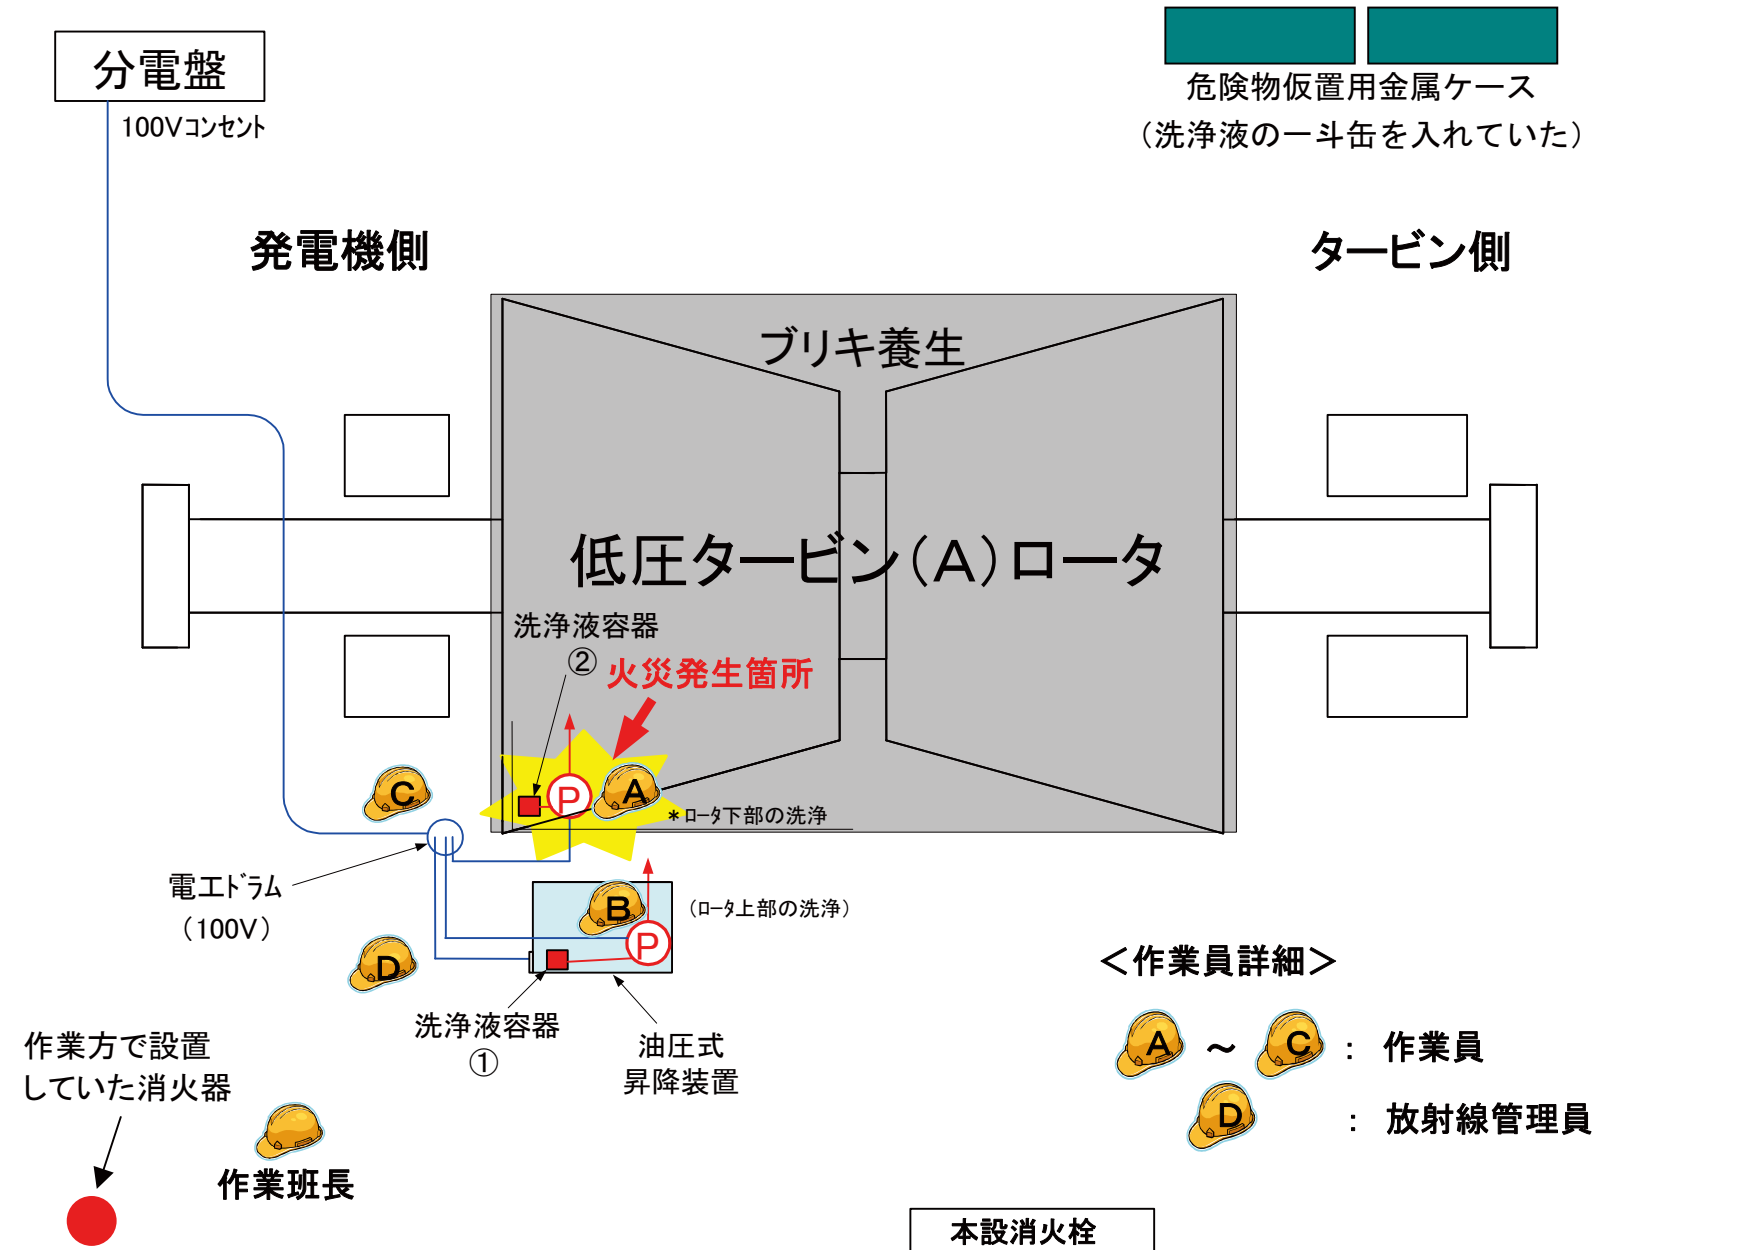 分電盤
100Vコンセント
危険物仮置用金属ケース
（洗浄液の一斗缶を入れていた）
発電機側
タービン側
ブリキ養生
低圧タービン（A）ロータ
洗浄液容器
②
火災発生箇所
C
P
A
＊ロータ下部の洗浄
電工ドラム
（100V）
B
（ロータ上部の洗浄）
P
D
洗浄液容器
①
油圧式
昇降装置
作業方で設置
していた消火器
作業班長
＜作業員詳細＞
A ～ C ： 作業員
D ： 放射線管理員
本設消火栓